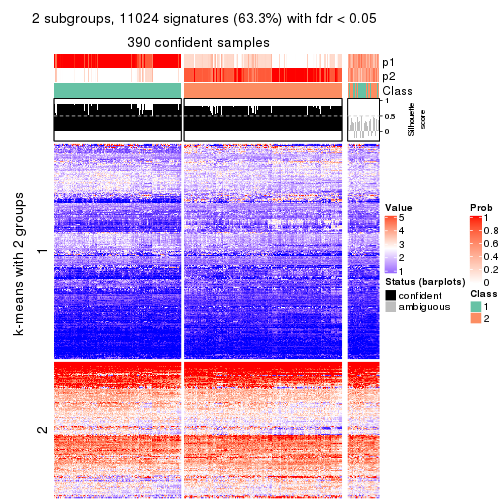 2 subgroups, 11024 signatures (63.3%) with fdr < 0.05
390 confident samples
p1
p2
Class
1
0.5
0
Silhouette
score
k-means with 2 groups
1
2
Value
5
4
3
2
1
Status (barplots)
confident
ambiguous
Prob
1
0.8
0.6
0.4
0.2
0
Class
1
2